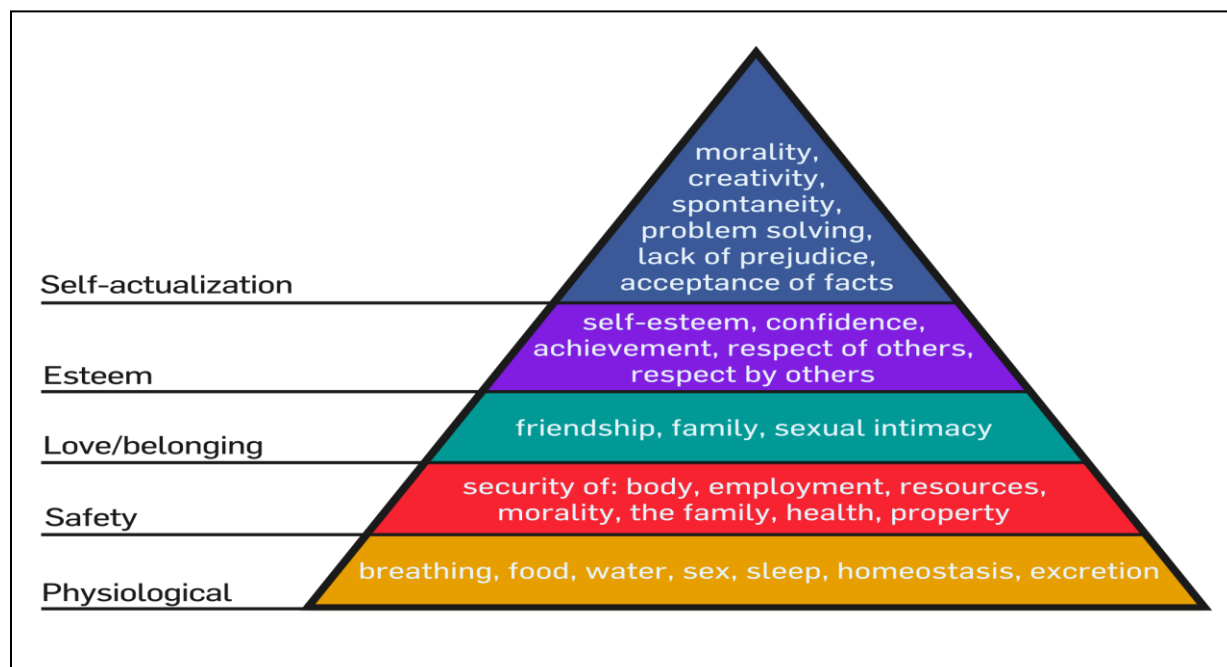 morality,
creativity,
spontaneity,
problem solving,
lack of prejudice,
acceptance of facts
Self-actualization
self-esteem, confidence,
achievement, respect of others,
respect by others
Esteem
friendship, family, sexual intimacy
Love/belonging
security of: body, employment, resources,
morality, the family, health, property
Safety
breathing, food, water, sex, sleep, homeostasis, excretion
Physiological